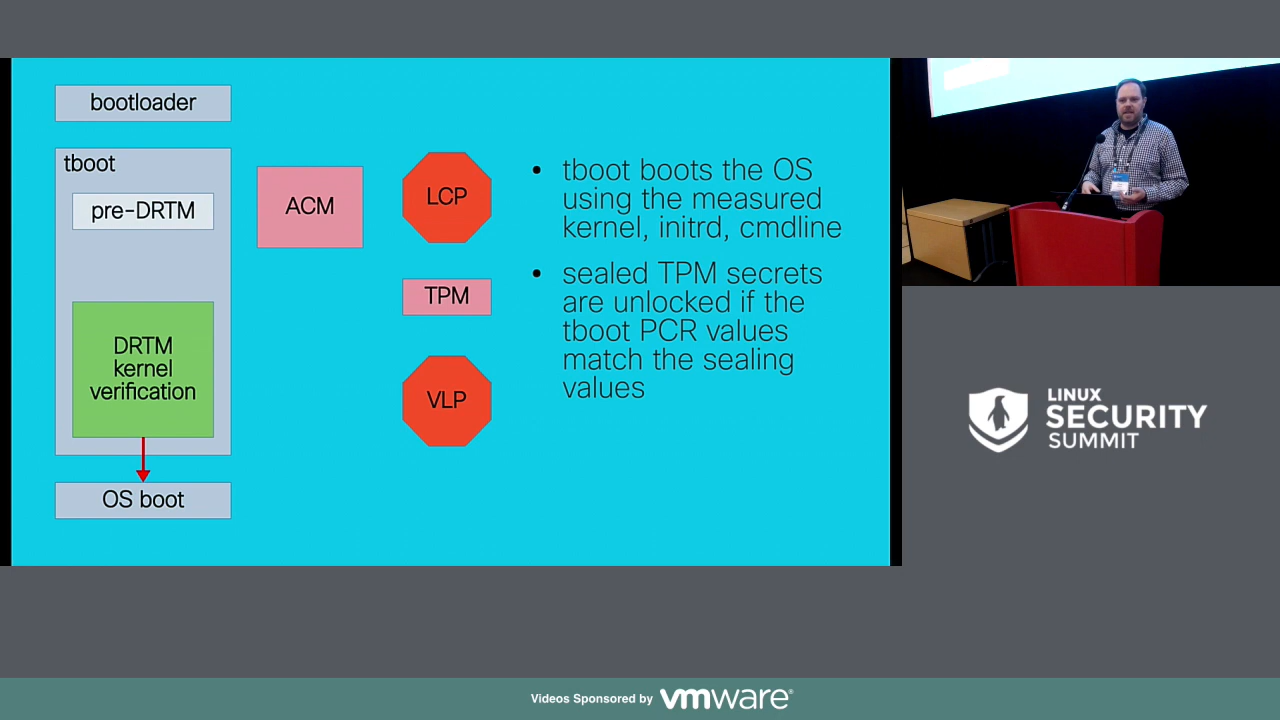 bootloader
tboot
pre-DRTM
DRTM
kernel
verification
OS boot
ACM
LCP
TPM
VLP
• tboot boots the OS
using the measured
kernel, initrd, cmdline
• sealed TPM secrets
are unlocked if the
tboot PCR values
match the sealing
values
LINUX
SECURITY
SUMMIT
Videos Sponsored by vmware®